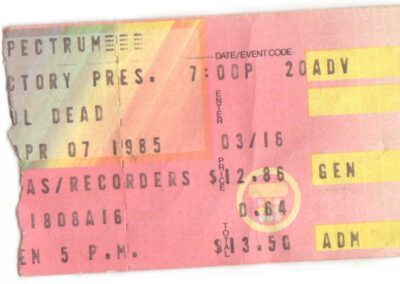 PECTRUM
DATE/EVENT CODE
CTORY PRES. 7:00P 20ADV
UL DEAD
ENTER
APR 07 1985 03/16
PRICE
AS/RECORDERS $12.86 GEN
1808A16 0.64
TOTAL
EN 5 P.M. $13.50 ADM